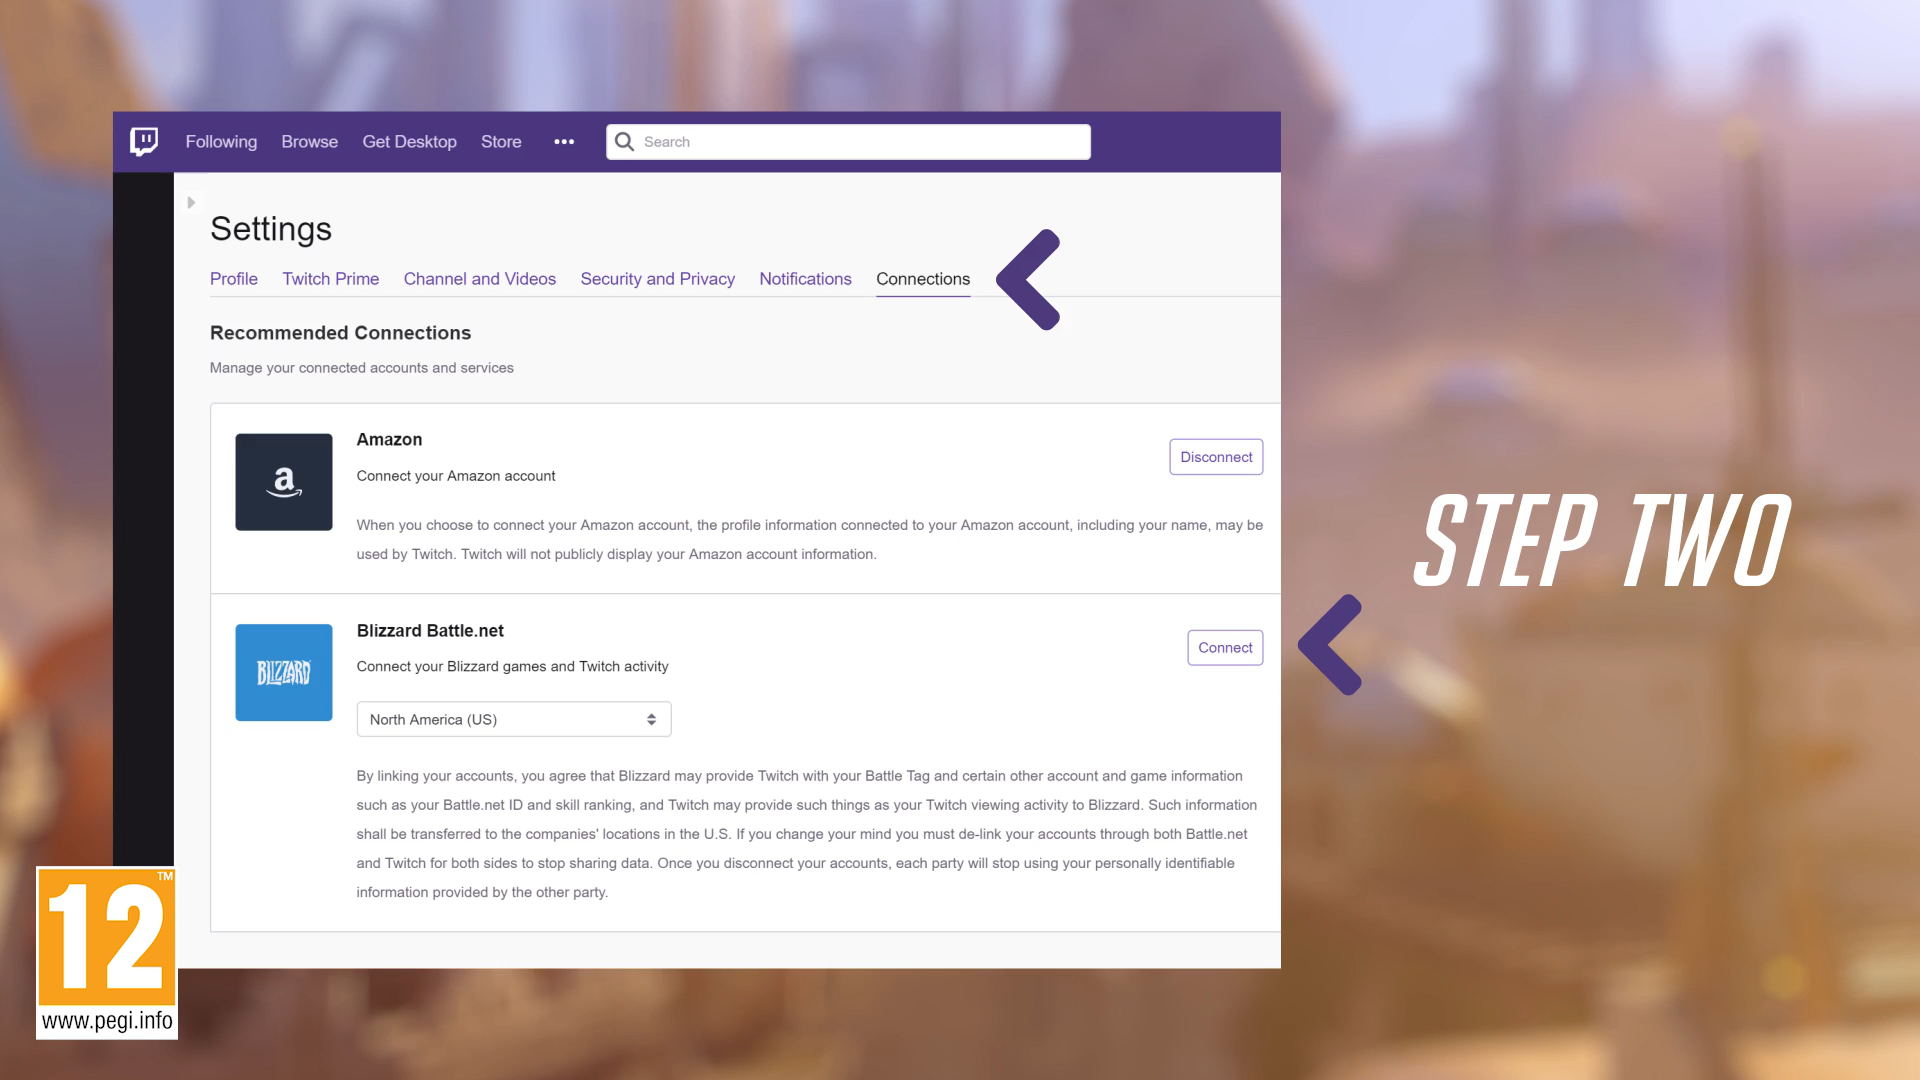 Following Browse Get Desktop Store ••• Search
Settings
Profile Twitch Prime Channel and Videos Security and Privacy Notifications Connections
Recommended Connections
Manage your connected accounts and services
Amazon
Disconnect
a
Connect your Amazon account
When you choose to connect your Amazon account, the profile information connected to your Amazon account, including your name, may be
used by Twitch. Twitch will not publicly display your Amazon account information.
STEP TWO
Blizzard Battle.net
Connect
BLIZZARD
Connect your Blizzard games and Twitch activity
North America (US)
By linking your accounts, you agree that Blizzard may provide Twitch with your Battle Tag and certain other account and game information
such as your Battle.net ID and skill ranking, and Twitch may provide such things as your Twitch viewing activity to Blizzard. Such information
shall be transferred to the companies' locations in the U.S. If you change your mind you must de-link your accounts through both Battle.net
and Twitch for both sides to stop sharing data. Once you disconnect your accounts, each party will stop using your personally identifiable
information provided by the other party.
12 TM
www.pegi.info